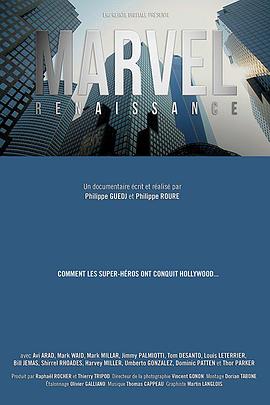 EMPREINTE DIGITALE PRÉSENTE
MARVEL
RENAISSANCE
Un documentaire écrit et réalisé par
Philippe GUEDJ et Philippe ROURE
COMMENT LES SUPER-HÉROS ONT CONQUIT HOLLYWOOD...
avec Avi ARAD, Mark WAID, Mark MILLAR, Jimmy PALMIOTTI, Tom DESANTO, Louis LETERRIER,
Bill JEMAS, Shirrel RHOADES, Harvey MILLER, Umberto GONZALEZ, Dominic PATTEN et Thor PARKER
Produit par Raphaël ROCHER et Thierry TRIPOD Directeur de la photographie Vincent GONON Montage Dorian TABONE
Étalonnage Olivier GALLIANO Musique Thomas CAPPEAU Graphiste Martin LANGLOIS